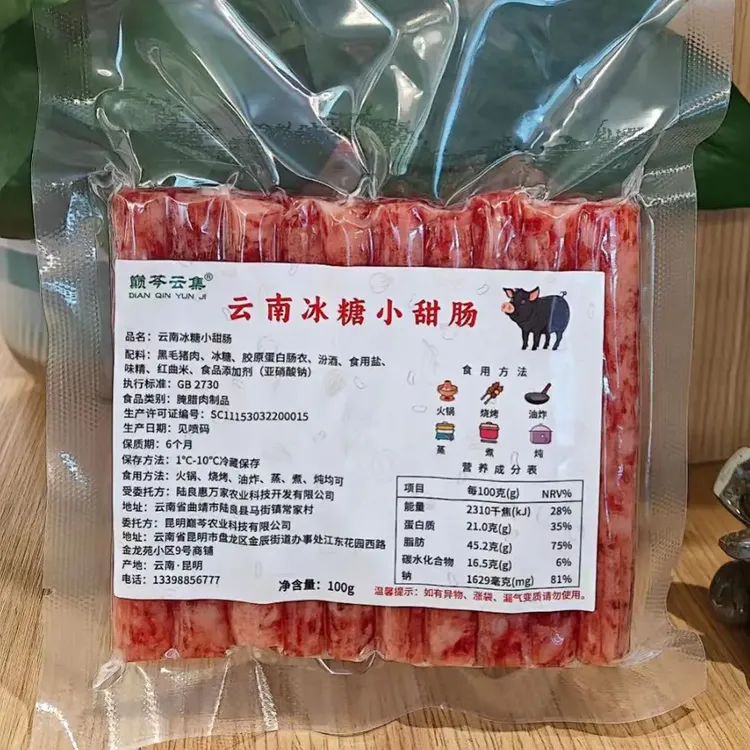 巅芩云集®
DIAN QIN YUN JI
云南冰糖小甜肠
品名：云南冰糖小甜肠
配料：黑毛猪肉、冰糖、胶原蛋白肠衣、汾酒、食用盐、
味精、红曲米、食品添加剂（亚硝酸钠）
执行标准：GB 2730
食品类别：腌腊肉制品
生产许可证编号：SC11153032200015
生产日期：见喷码
保质期：6个月
保存方法：1°C-10°C冷藏保存
食用方法：火锅、烧烤、油炸、蒸、煮、炖均可
受委托方：陆良惠万家农业科技开发有限公司
地址：云南省曲靖市陆良县马街镇常家村
委托方：昆明巅芩农业科技有限公司
地址：云南省昆明市盘龙区金辰街道办事处江东花园西路
金龙苑小区9号商铺
产地：云南·昆明
电话：13398856777
净含量：100g
食用方法
火锅 烧烤 油炸
蒸 煮 炖
营养成分表
项目 每100克(g) NRV%
能量 2310千焦(kJ) 28%
蛋白质 21.0克(g) 35%
脂肪 45.2克(g) 75%
碳水化合物 16.5克(g) 6%
钠 1629毫克(mg) 81%
温馨提示：如有异物、涨袋、漏气变质请勿使用。